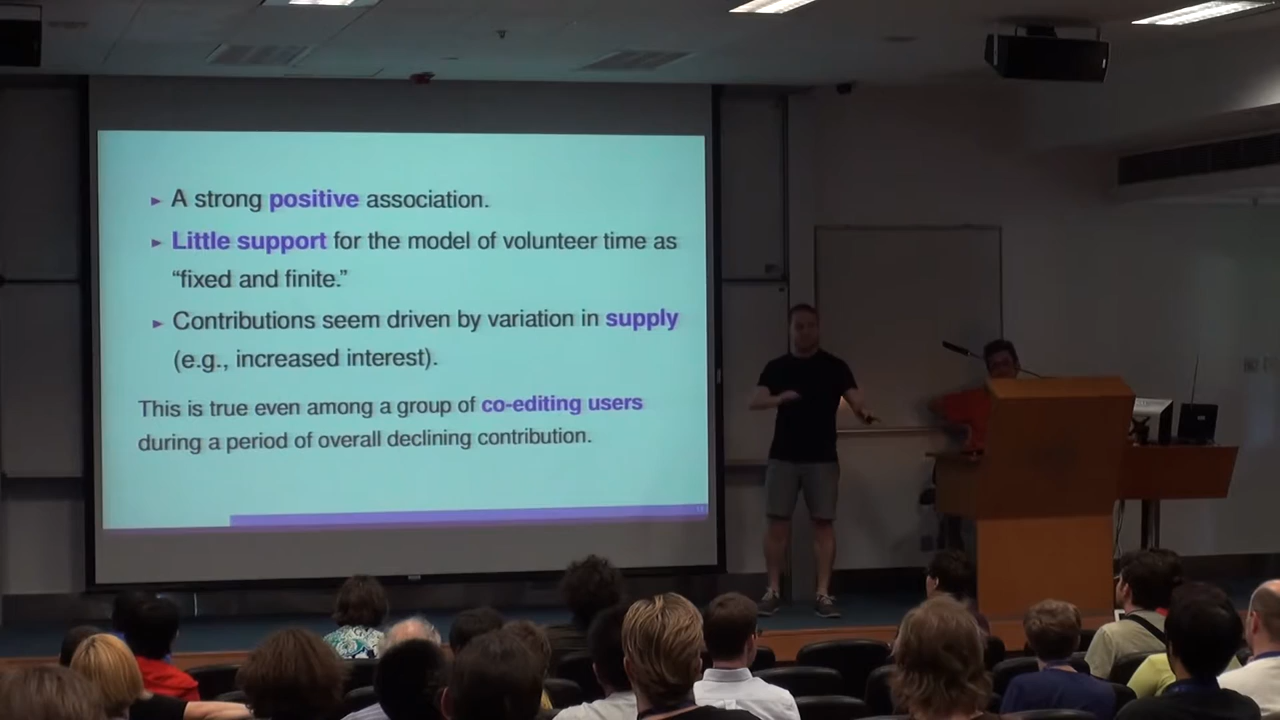 ► A strong positive association.
► Little support for the model of volunteer time as
“fixed and finite.”
► Contributions seem driven by variation in supply
(e.g., increased interest).
This is true even among a group of co-editing users
during a period of overall declining contribution.